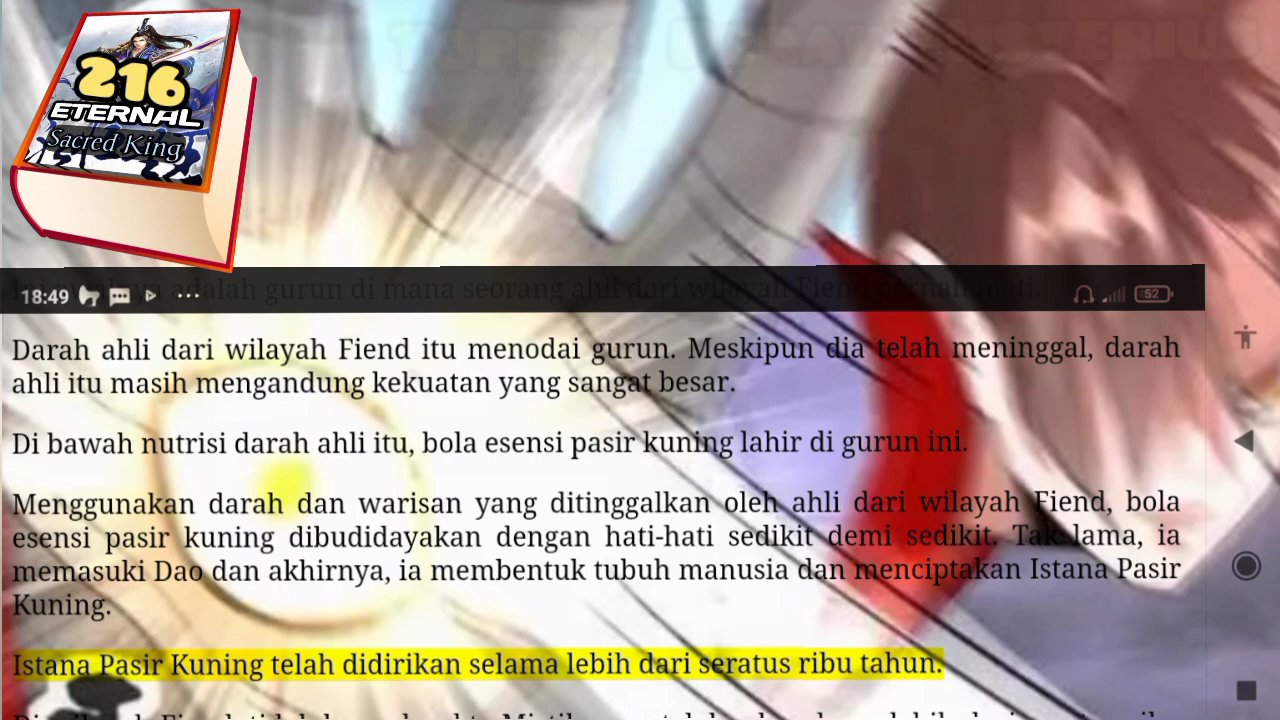 216
ETERNAL
Sacred King
adalah gurun di mana seorang ahli dari wilayah Fiend pernah mati.
18:49
52
Darah ahli dari wilayah Fiend itu menodai gurun. Meskipun dia telah meninggal, darah
ahli itu masih mengandung kekuatan yang sangat besar.
Di bawah nutrisi darah ahli itu, bola esensi pasir kuning lahir di gurun ini.
Menggunakan darah dan warisan yang ditinggalkan oleh ahli dari wilayah Fiend, bola
esensi pasir kuning dibudidayakan dengan hati-hati sedikit demi sedikit. Tak lama, ia
memasuki Dao dan akhirnya, ia membentuk tubuh manusia dan menciptakan Istana Pasir
Kuning.
Istana Pasir Kuning telah didirikan selama lebih dari seratus ribu tahun.